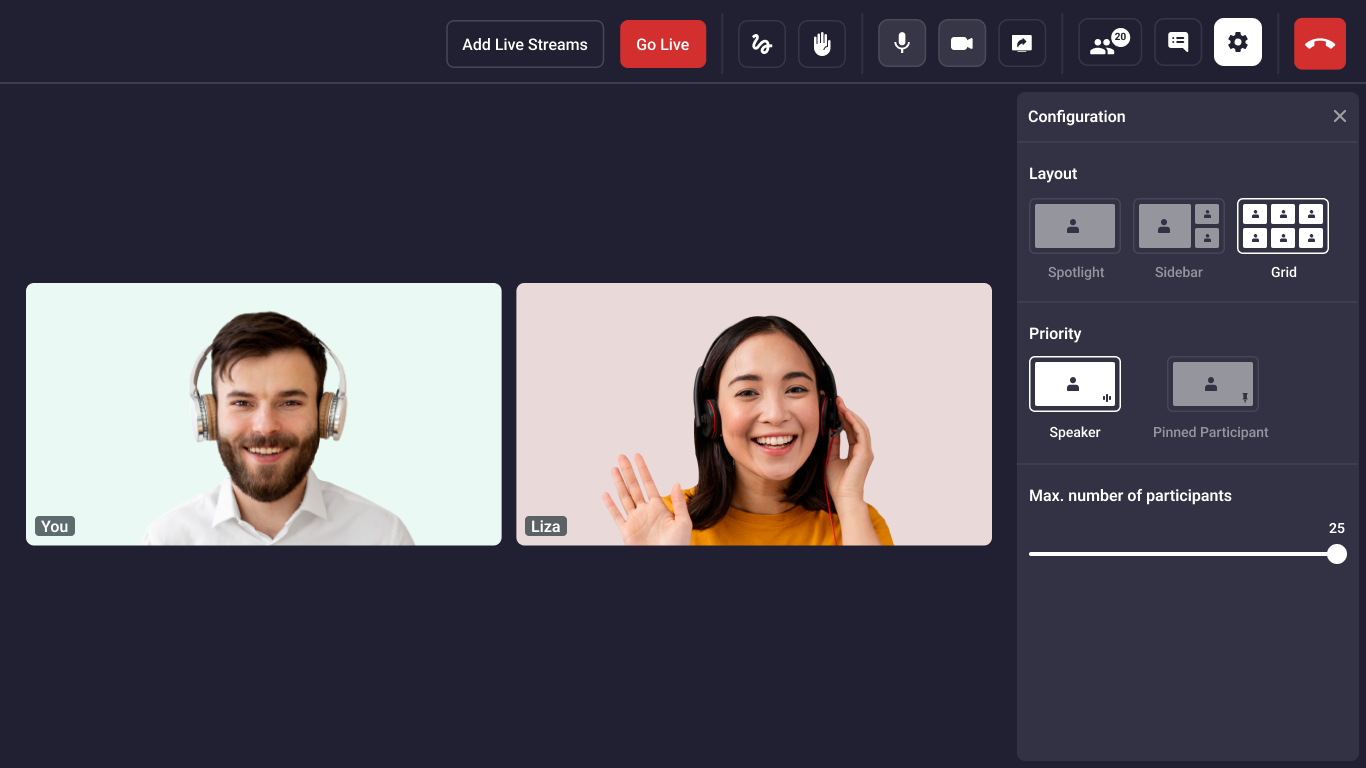 Add Live Streams
Go Live
20
Configuration
Layout
Spotlight
Sidebar
Grid
Priority
Speaker
Pinned Participant
Max. number of participants
25
You
Liza